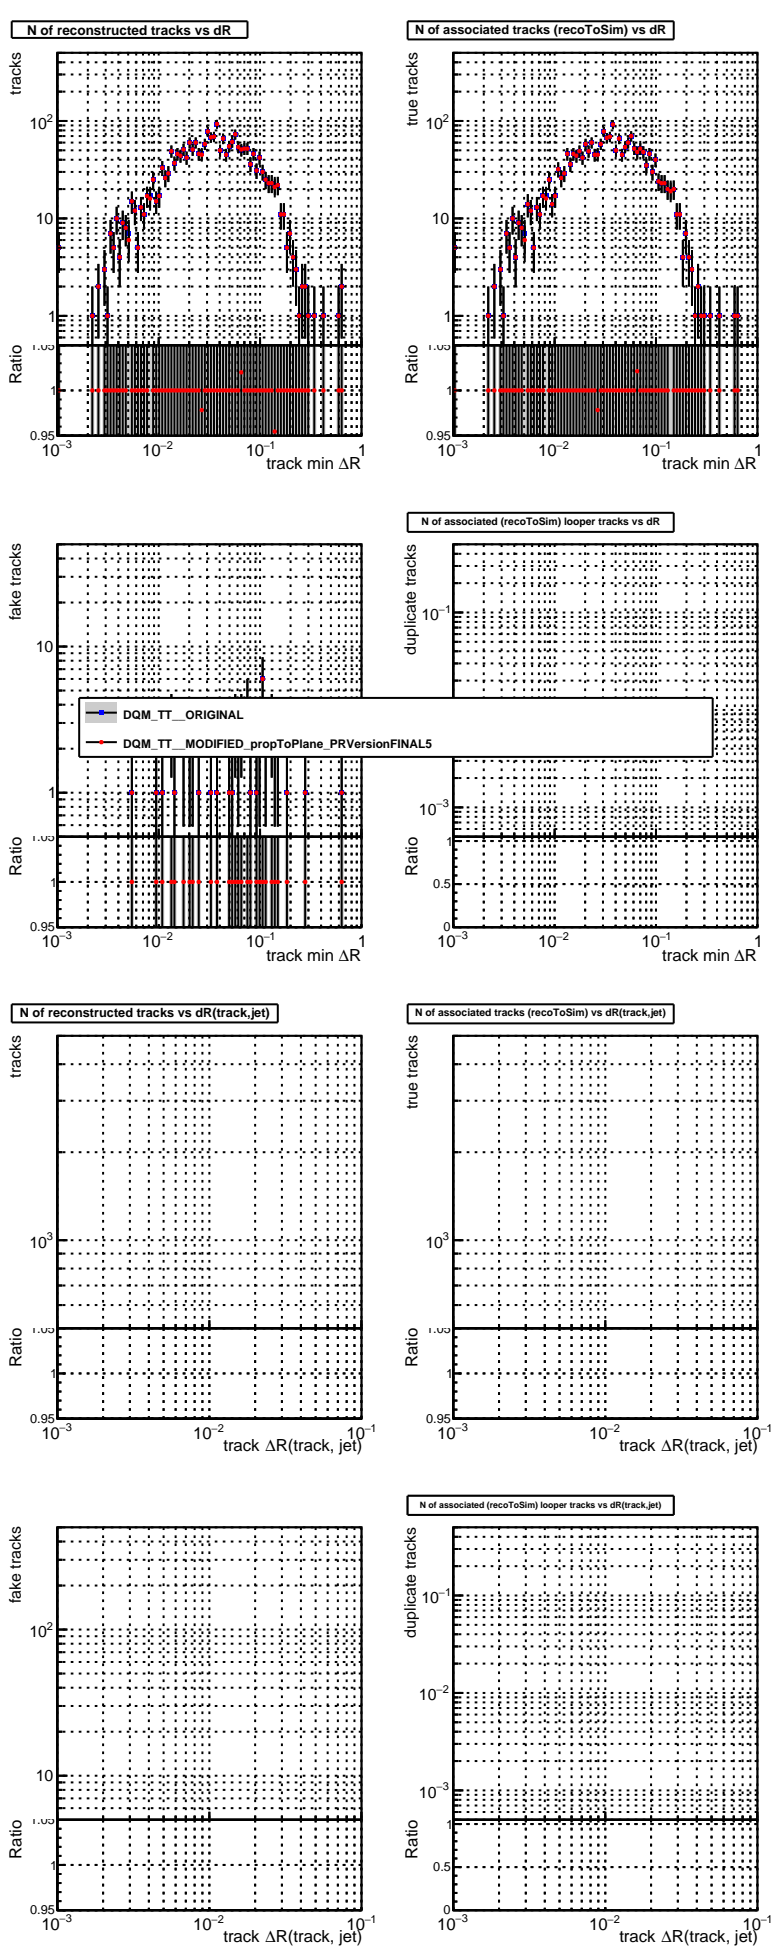 N of reconstructed tracks vs dR
N of associated tracks (recoToSim) vs dR
tracks
10²
10
1
true tracks
10²
10
1
Ratio
1.05
1
0.95
10⁻³ 10⁻² 10⁻¹ 1
track min ΔR
Ratio
1.05
1
0.95
10⁻³ 10⁻² 10⁻¹ 1
track min ΔR
N of associated (recoToSim) looper tracks vs dR
fake tracks
10
1
duplicate tracks
10⁻¹
10⁻³
DQM_TT__ORIGINAL
DQM_TT__MODIFIED_propToPlane_PRVersionFINAL5
Ratio
1.05
1
0.95
10⁻³ 10⁻² 10⁻¹ 1
track min ΔR
Ratio
1
0.5
0
10⁻³ 10⁻² 10⁻¹ 1
track min ΔR
N of reconstructed tracks vs dR(track,jet)
N of associated tracks (recoToSim) vs dR(track,jet)
tracks
10³
true tracks
10³
Ratio
1.05
1
0.95
10⁻³ 10⁻² 10⁻¹
track ΔR(track, jet)
Ratio
1.05
1
0.95
10⁻³ 10⁻² 10⁻¹
track ΔR(track, jet)
N of associated (recoToSim) looper tracks vs dR(track,jet)
fake tracks
10²
10
duplicate tracks
10⁻¹
10⁻²
10⁻³
Ratio
1.05
1
0.95
10⁻³ 10⁻² 10⁻¹
track ΔR(track, jet)
Ratio
1
0.5
0
10⁻³ 10⁻² 10⁻¹
track ΔR(track, jet)